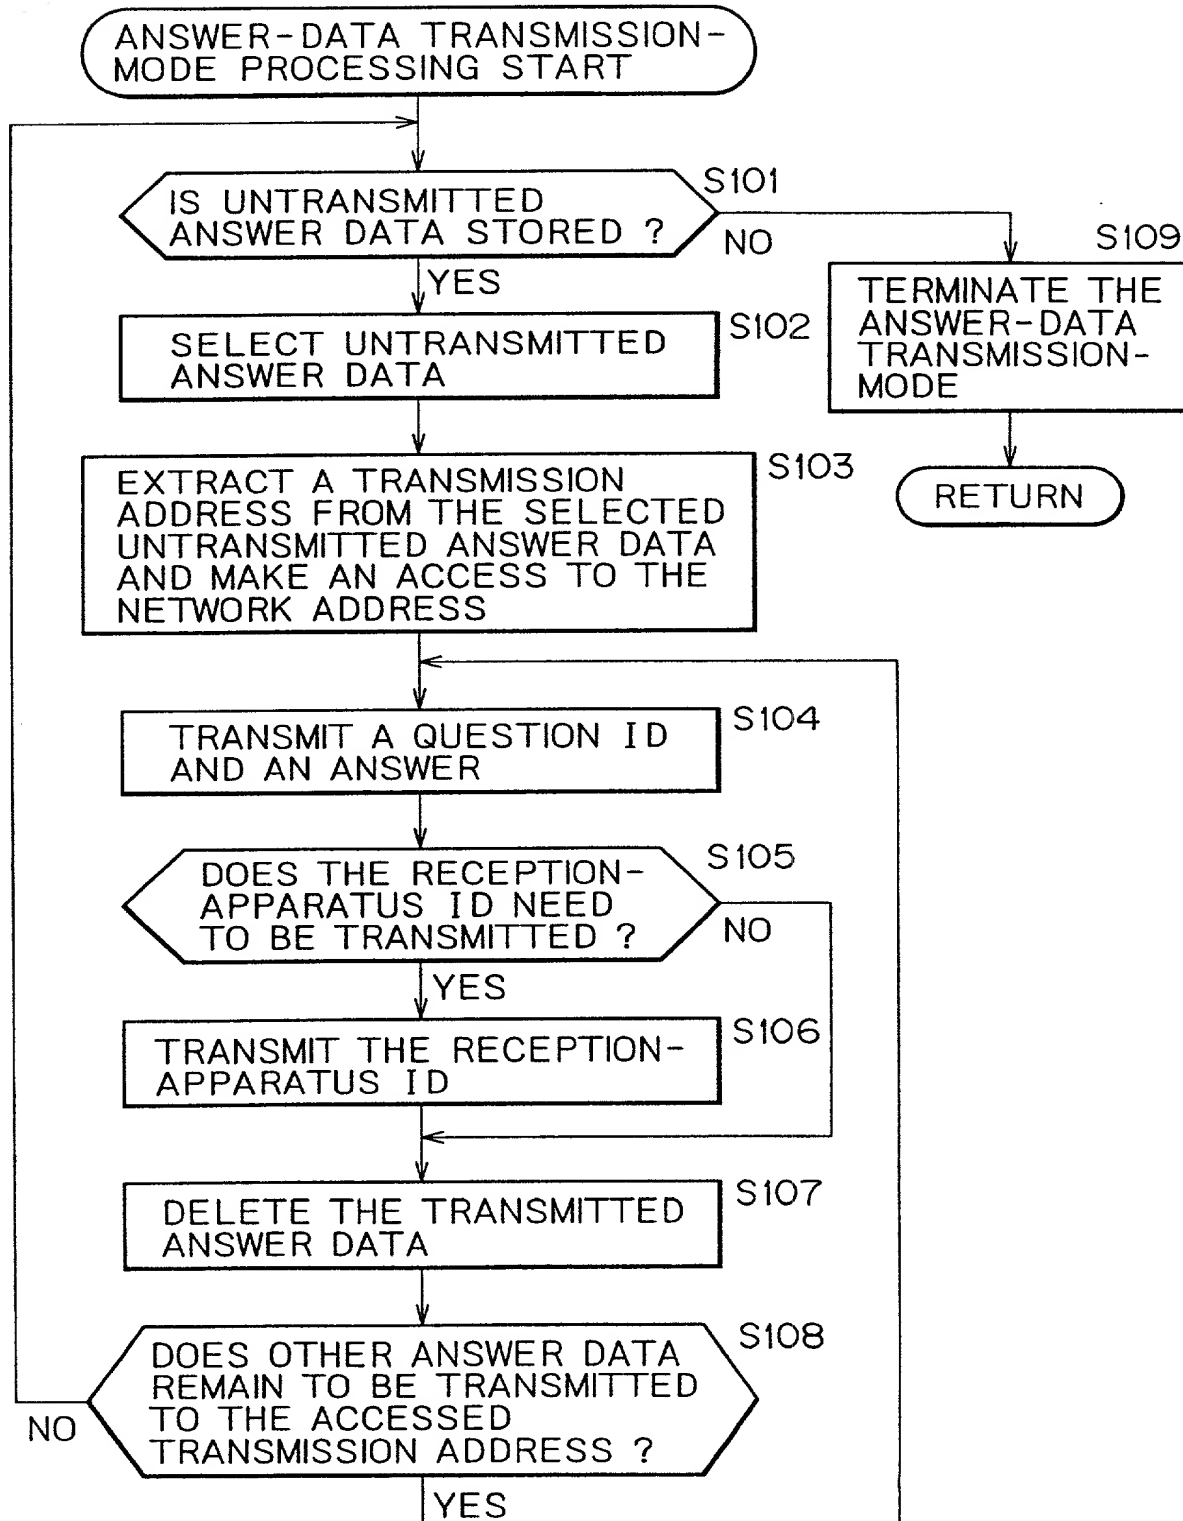 ANSWER-DATA TRANSMISSION-
MODE PROCESSING START
IS UNTRANSMITTED
ANSWER DATA STORED ?
S101
NO
YES
S109
TERMINATE THE
ANSWER-DATA
TRANSMISSION-
MODE
RETURN
SELECT UNTRANSMITTED
ANSWER DATA
S102
EXTRACT A TRANSMISSION
ADDRESS FROM THE SELECTED
UNTRANSMITTED ANSWER DATA
AND MAKE AN ACCESS TO THE
NETWORK ADDRESS
S103
TRANSMIT A QUESTION ID
AND AN ANSWER
S104
DOES THE RECEPTION-
APPARATUS ID NEED
TO BE TRANSMITTED ?
S105
NO
YES
TRANSMIT THE RECEPTION-
APPARATUS ID
S106
DELETE THE TRANSMITTED
ANSWER DATA
S107
DOES OTHER ANSWER DATA
REMAIN TO BE TRANSMITTED
TO THE ACCESSED
TRANSMISSION ADDRESS ?
S108
NO
YES